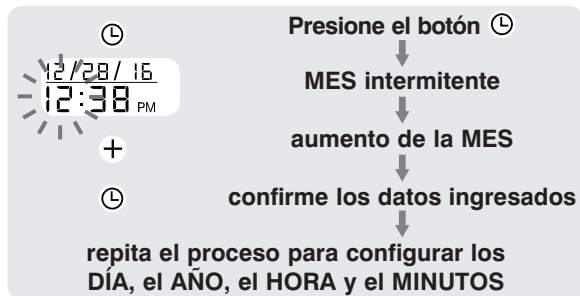 Presione el botón
12/28/16
12:38 PM
MES intermitente
aumento de la MES
+
confirme los datos ingresados
repita el proceso para configurar los
DÍA, el AÑO, el HORA y el MINUTOS